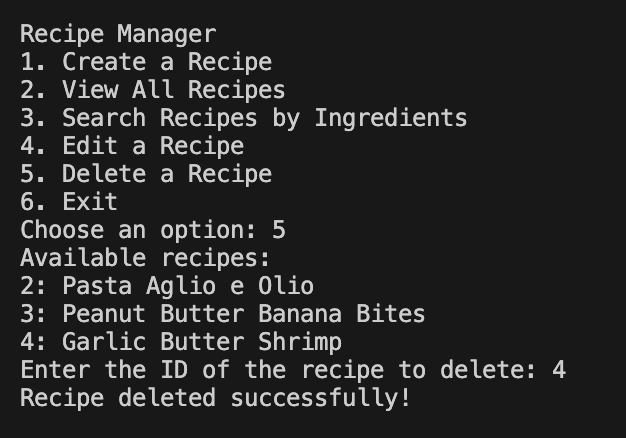 Recipe Manager
1. Create a Recipe
2. View All Recipes
3. Search Recipes by Ingredients
4. Edit a Recipe
5. Delete a Recipe
6. Exit
Choose an option: 5
Available recipes:
2: Pasta Aglio e Olio
3: Peanut Butter Banana Bites
4: Garlic Butter Shrimp
Enter the ID of the recipe to delete: 4
Recipe deleted successfully!